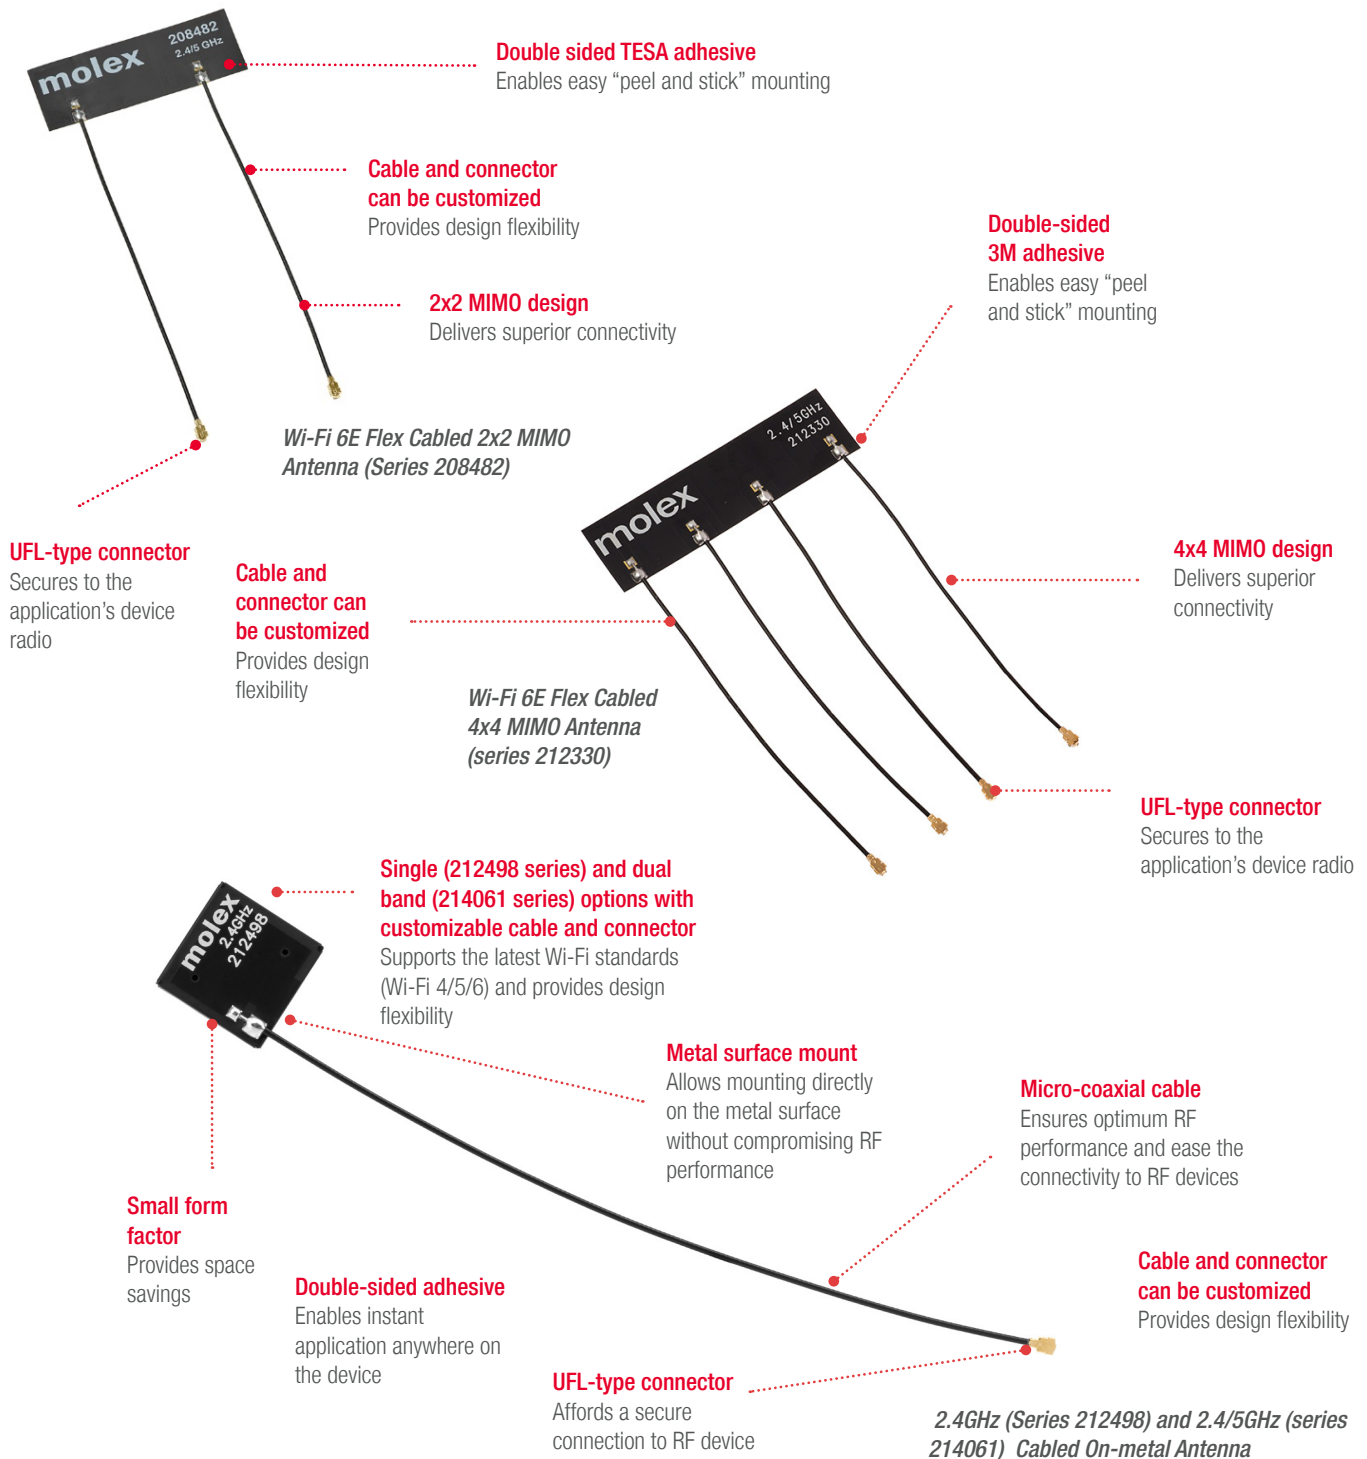 molex
208482
2.4/5 GHz
Double sided TESA adhesive
Enables easy “peel and stick” mounting
Cable and connector
can be customized
Provides design flexibility
2x2 MIMO design
Delivers superior connectivity
Wi-Fi 6E Flex Cabled 2x2 MIMO
Antenna (Series 208482)
UFL-type connector
Secures to the
application’s device
radio
Double-sided
3M adhesive
Enables easy “peel
and stick” mounting
molex
2.4/5GHz
212330
4x4 MIMO design
Delivers superior
connectivity
Cable and
connector can
be customized
Provides design
flexibility
Wi-Fi 6E Flex Cabled
4x4 MIMO Antenna
(series 212330)
UFL-type connector
Secures to the
application’s device radio
Single (212498 series) and dual
band (214061 series) options with
customizable cable and connector
Supports the latest Wi-Fi standards
(Wi-Fi 4/5/6) and provides design
flexibility
molex
2.4GHz
212498
Metal surface mount
Allows mounting directly
on the metal surface
without compromising RF
performance
Micro-coaxial cable
Ensures optimum RF
performance and ease the
connectivity to RF devices
Small form
factor
Provides space
savings
Double-sided adhesive
Enables instant
application anywhere on
the device
Cable and connector
can be customized
Provides design flexibility
UFL-type connector
Affords a secure
connection to RF device
2.4GHz (Series 212498) and 2.4/5GHz (series
214061) Cabled On-metal Antenna